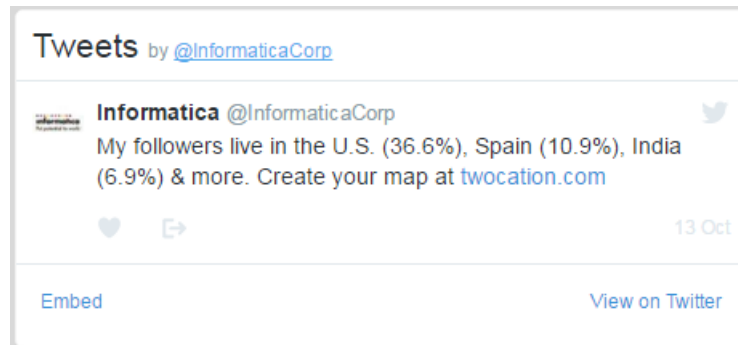 Tweets by @InformaticaCorp
Informatica @InformaticaCorp
My followers live in the U.S. (36.6%), Spain (10.9%), India
(6.9%) & more. Create your map at twocation.com
13 Oct
Embed
View on Twitter